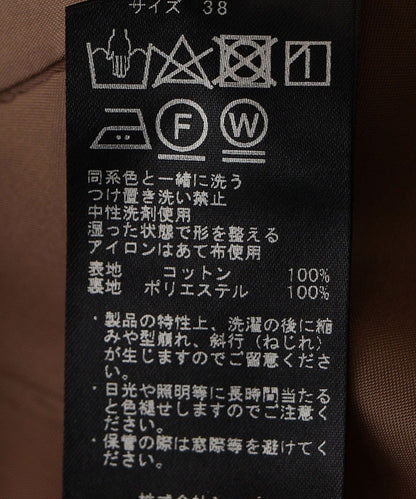 サイズ 38
F W
同系色と一緒に洗う
つけ置き洗い禁止
中性洗剤使用
湿った状態で形を整える
アイロンはあて布使用
表地 コットン 100%
裏地 ポリエステル 100%
・製品の特性上、洗濯の後に縮
みや型崩れ、斜行(ねじれ)
が生じますのでご留意くださ
い。
・日光や照明等に長時間当たる
と色褪せしますのでご注意く
ださい。
・保管の際は窓際等を避けてく
ださい。